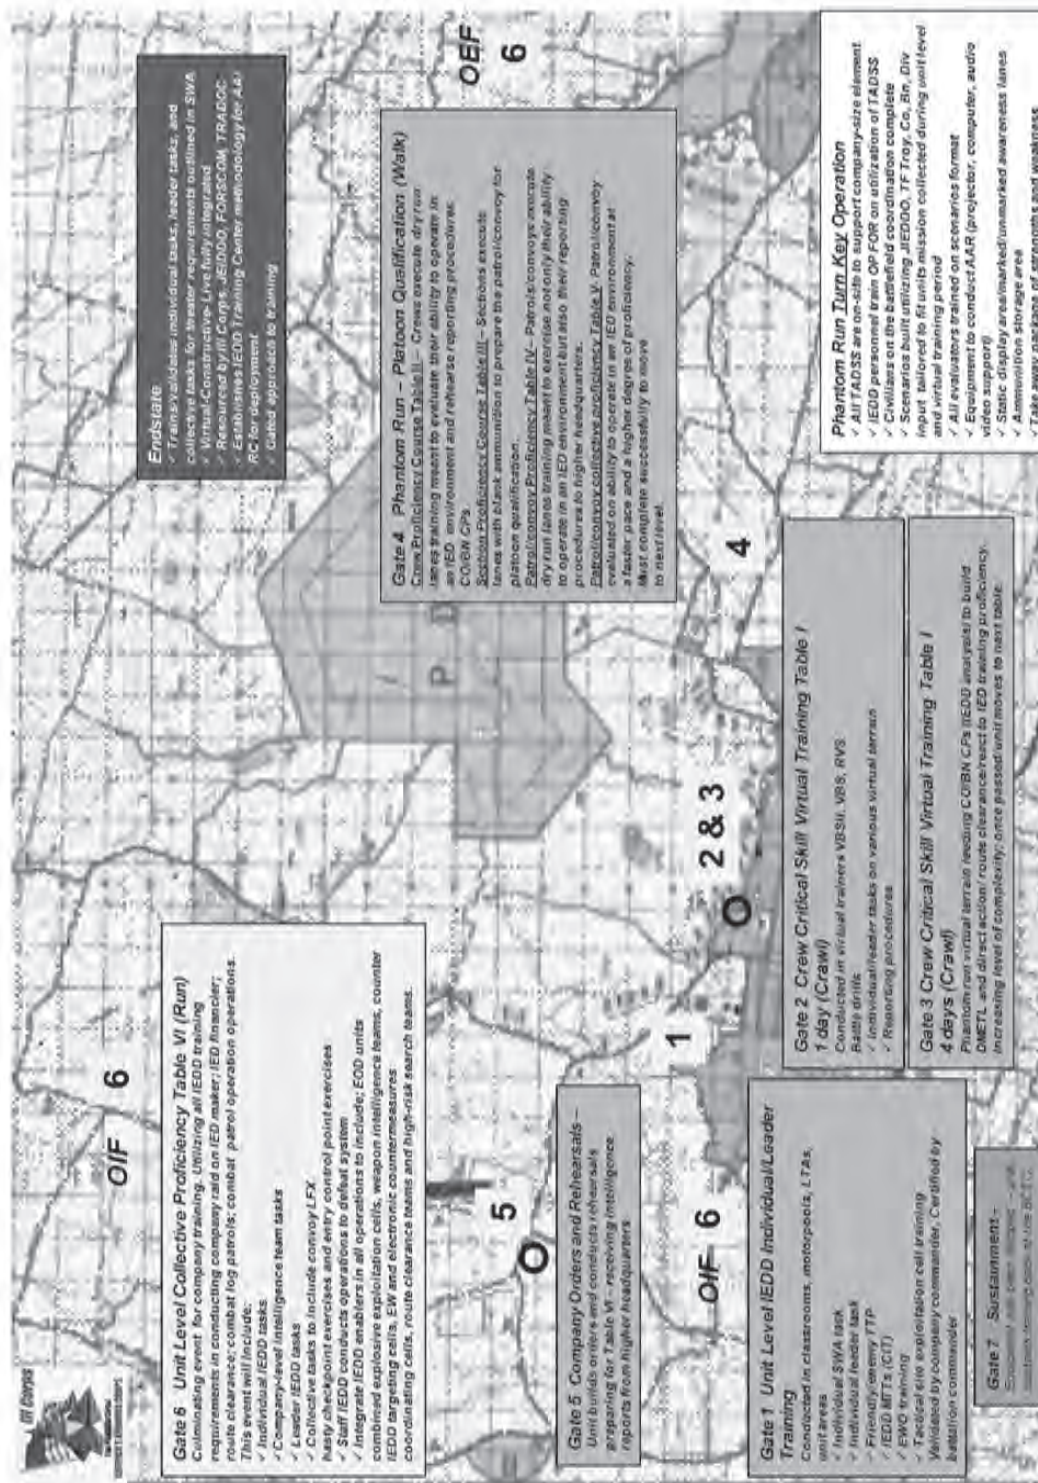 III Corps
OIF 6
OEF
6
Endstate
✓ Trains/validates individual tasks, leader tasks, and
collective tasks for theater requirements outlined in SWA
✓ Virtual-Constructive-Live fully integrated
✓ Resourced by III Corps, JEIDDO, FORSCOM, TRADOC
✓ Establishes IEDD Training Center methodology for AA/
RC for deployment
✓ Gated approach to training
Gate 6 Unit Level Collective Proficiency Table VI (Run)
Culminating event for company training. Utilizing all IEDD training
requirements in conducting company raid on IED maker; IED financier;
route clearance; combat log patrols; combat patrol operation operations.
This event will include:
✓ Individual IEDD tasks
✓ Company-level intelligence team tasks
✓ Leader IEDD tasks
✓ Collective tasks to include convoy LFX
hasty checkpoint exercises and entry control point exercises
✓ Staff IEDD conducts operations to defeat system
✓ Integrate IEDD enablers in all operations to include; EOD units
combined explosive exploitation cells, weapon intelligence teams, counter
IEDD targeting cells, EW and electronic countermeasures
coordinating cells, route clearance teams and high-risk search teams.
P D
Gate 4 Phantom Run – Platoon Qualification (Walk)
Crew Proficiency Course Table II – Crews execute dry run
lanes training meant to evaluate their ability to operate in
an IED environment and rehearse reporting procedures
CO/BN CPs
Section Proficiency Course Table III – Sections execute
lanes with blank ammunition to prepare the patrol/convoy for
platoon qualification.
Patrol/convoy Proficiency Table IV – Patrols/convoys execute
dry run lanes training meant to exercise not only their ability
to operate in an IED environment but also their reporting
procedures to higher headquarters.
Patrol/convoy collective proficiency Table V- Patrol/convoy
evaluated on ability to operate in an IED environment at
a faster pace and a higher degree of proficiency.
Must complete successfully to move
to next level.
5
Gate 5 Company Orders and Rehearsals –
Unit builds orders and conducts rehearsals
preparing for Table VI – receiving intelligence
reports from higher headquarters
1
2 & 3
4
OIF 6
Gate 1 Unit Level IEDD Individual/Leader
Training
Conducted in classrooms, motorpools, LTAs,
unit areas
✓ Individual SWA task
✓ Individual leader task
✓ Friendly/enemy TTP
✓ IEDD MTTs (CIT)
✓ EWO training
✓ Tactical site exploitation cell training
Validated by company commander, Certified by
battalion commander
Gate 2 Crew Critical Skill Virtual Training Table I
1 day (Crawl)
Conducted in virtual trainers VBSII, VBS, RVS
Battle drills
✓ Individual/leader tasks on various virtual terrain
✓ Reporting procedures
Gate 3 Crew Critical Skill Virtual Training Table I
4 days (Crawl)
Phantom run virtual terrain feeding CO/BN CPs (IEDD analysis) to build
DMETL and direct action/ route clearance/react to IED training proficiency.
Increasing level of complexity; once passed unit moves to next table
Phantom Run Turn Key Operation
✓ All TADSS are on-site to support company-size element
✓ IEDD personnel train OPFOR on utilization of TADSS
✓ Civilians on the battlefield coordination complete
✓ Scenarios built utilizing JIEDDO, TF Troy, Co, Bn, Div
input tailored to fit units mission collected during unit level
and virtual training period
✓ All evaluators trained on scenarios format
✓ Equipment to conduct AAR (projector, computer, audio
video support)
✓ Static display area/marked/unmarked awareness lanes
✓ Ammunition storage area
✓ Take away packages of strengths and weakness
Gate 7 Sustainment -